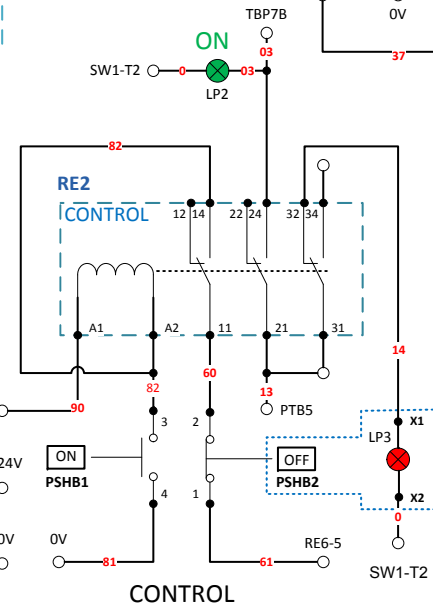 TBP7B
0V
ON
03
37
SW1-T2
0
03
LP2
82
RE2
CONTROL
12 14
22 24
32 34
A1
A2
11
21
31
14
60
82
13
90
PTB5
3
2
X1
LP3
24V
ON
OFF
PSHB1
PSHB2
4
1
X2
0
0V
0V
RE6-5
81
61
SW1-T2
CONTROL